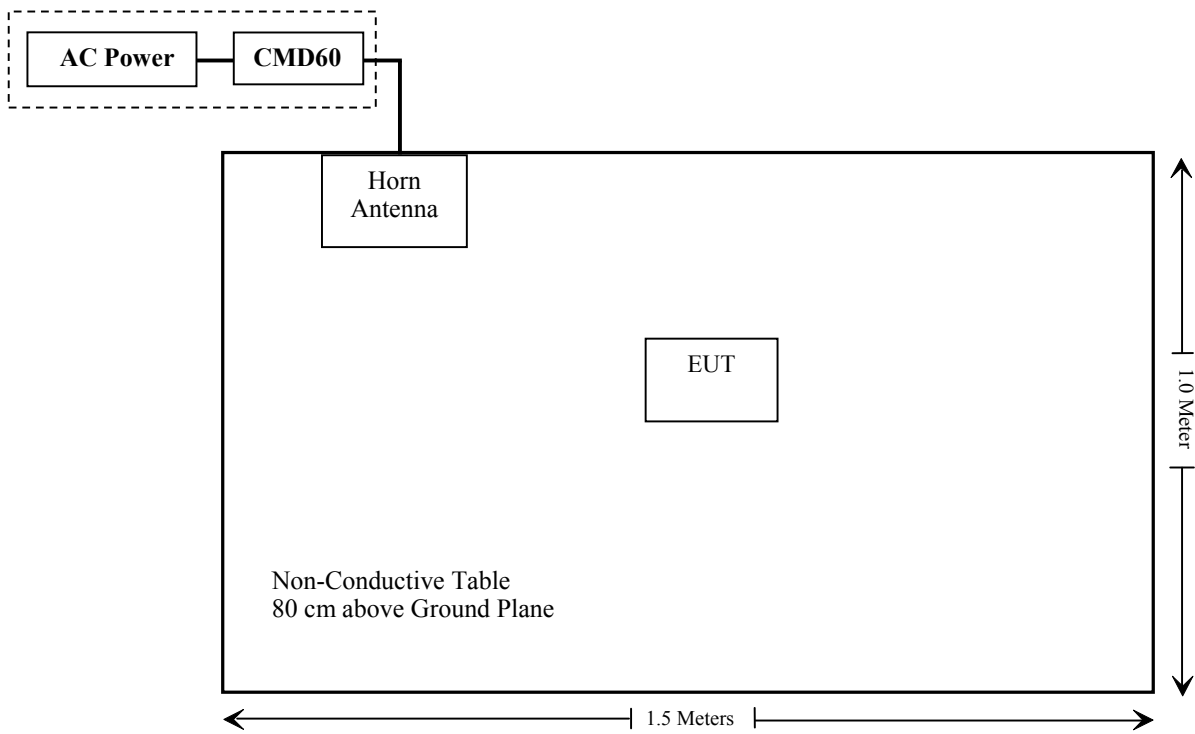 AC Power
CMD60
Horn
Antenna
EUT
1.0 Meter
Non-Conductive Table
80 cm above Ground Plane
1.5 Meters